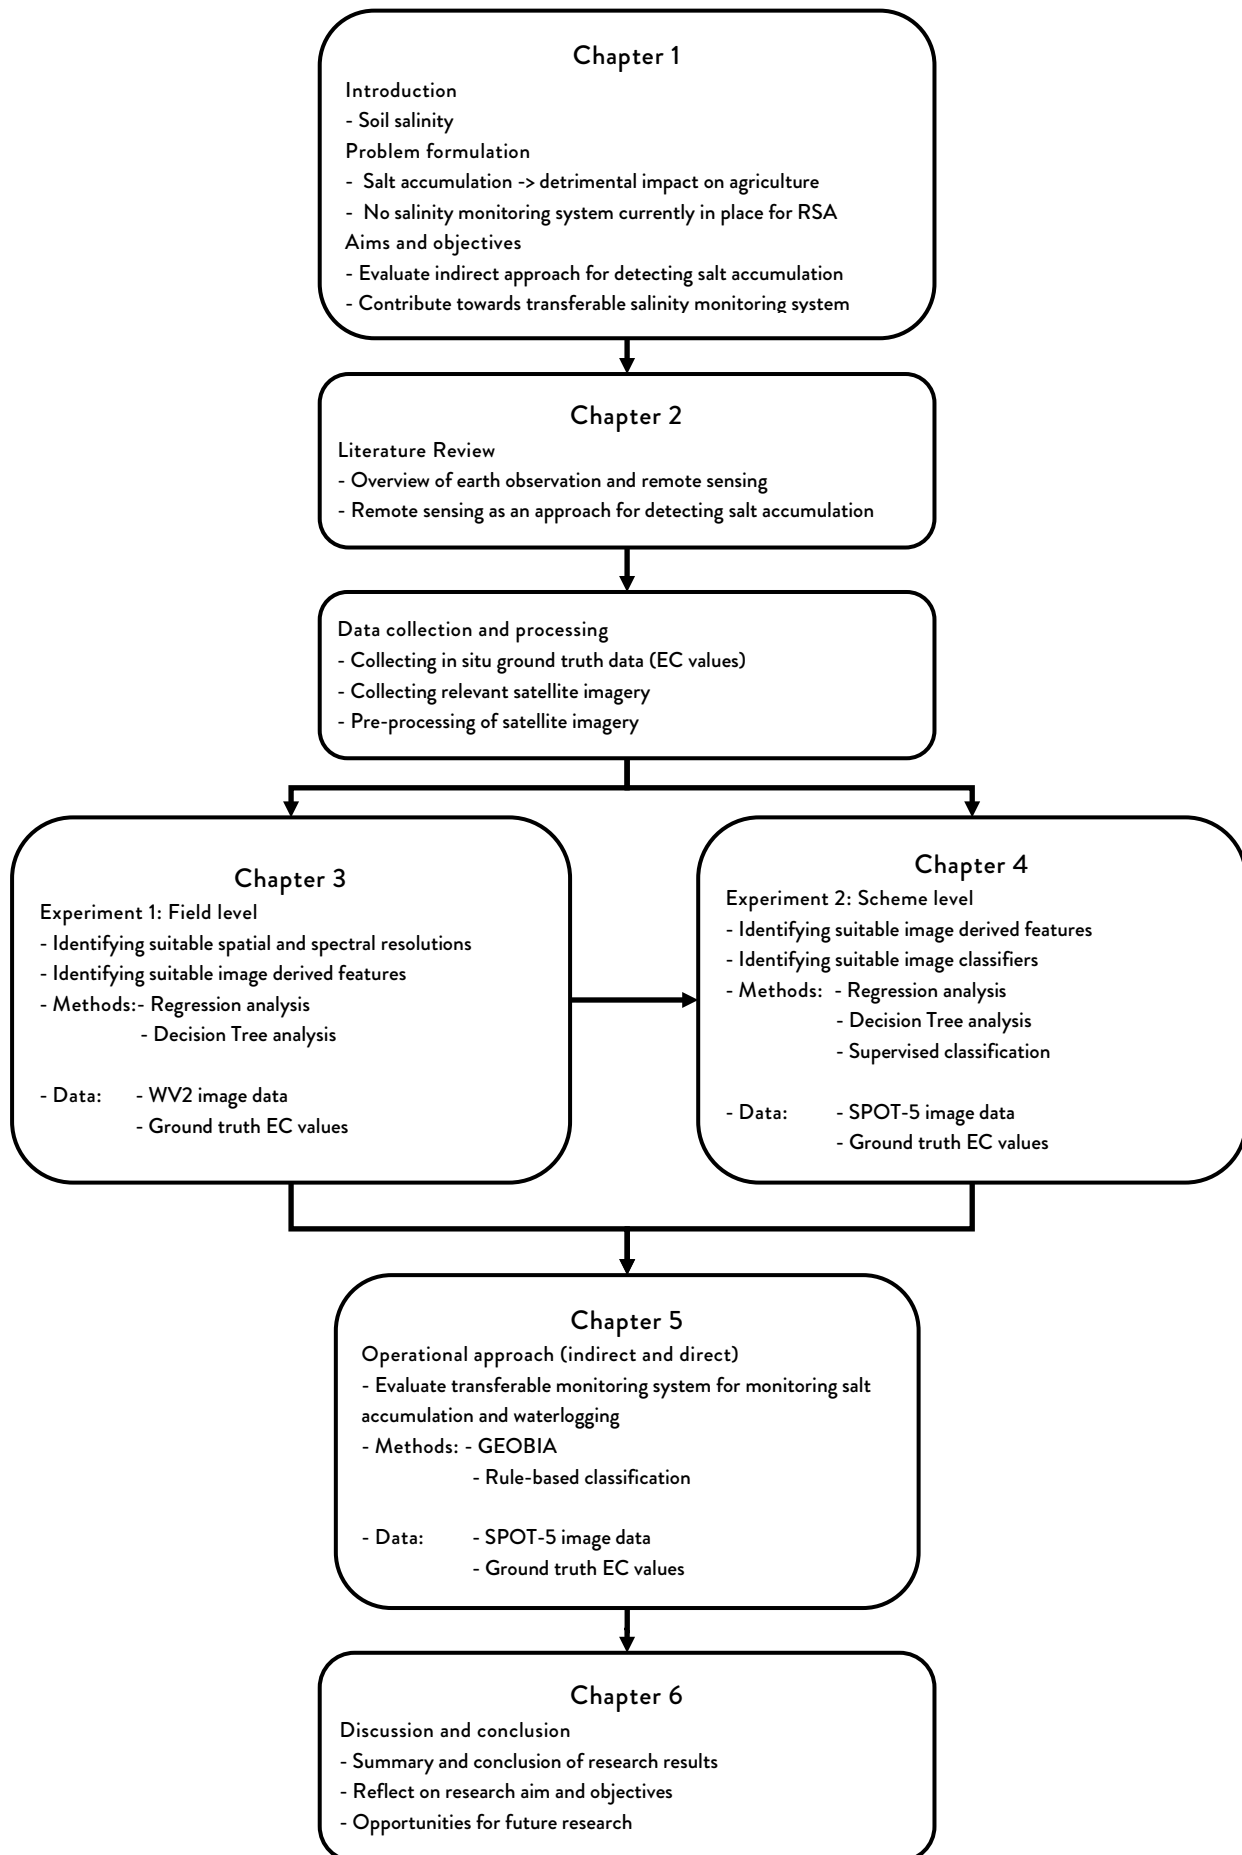 Chapter 1
Introduction
- Soil salinity
Problem formulation
- Salt accumulation -> detrimental impact on agriculture
- No salinity monitoring system currently in place for RSA
Aims and objectives
- Evaluate indirect approach for detecting salt accumulation
- Contribute towards transferable salinity monitoring system
Chapter 2
Literature Review
- Overview of earth observation and remote sensing
- Remote sensing as an approach for detecting salt accumulation
Data collection and processing
- Collecting in situ ground truth data (EC values)
- Collecting relevant satellite imagery
- Pre-processing of satellite imagery
Chapter 3
Experiment 1: Field level
- Identifying suitable spatial and spectral resolutions
- Identifying suitable image derived features
- Methods:- Regression analysis
- Decision Tree analysis
- Data: - WV2 image data
- Ground truth EC values
Chapter 4
Experiment 2: Scheme level
- Identifying suitable image derived features
- Identifying suitable image classifiers
- Methods: - Regression analysis
- Decision Tree analysis
- Supervised classification
- Data: - SPOT-5 image data
- Ground truth EC values
Chapter 5
Operational approach (indirect and direct)
- Evaluate transferable monitoring system for monitoring salt
accumulation and waterlogging
- Methods: - GEOBIA
- Rule-based classification
- Data: - SPOT-5 image data
- Ground truth EC values
Chapter 6
Discussion and conclusion
- Summary and conclusion of research results
- Reflect on research aim and objectives
- Opportunities for future research